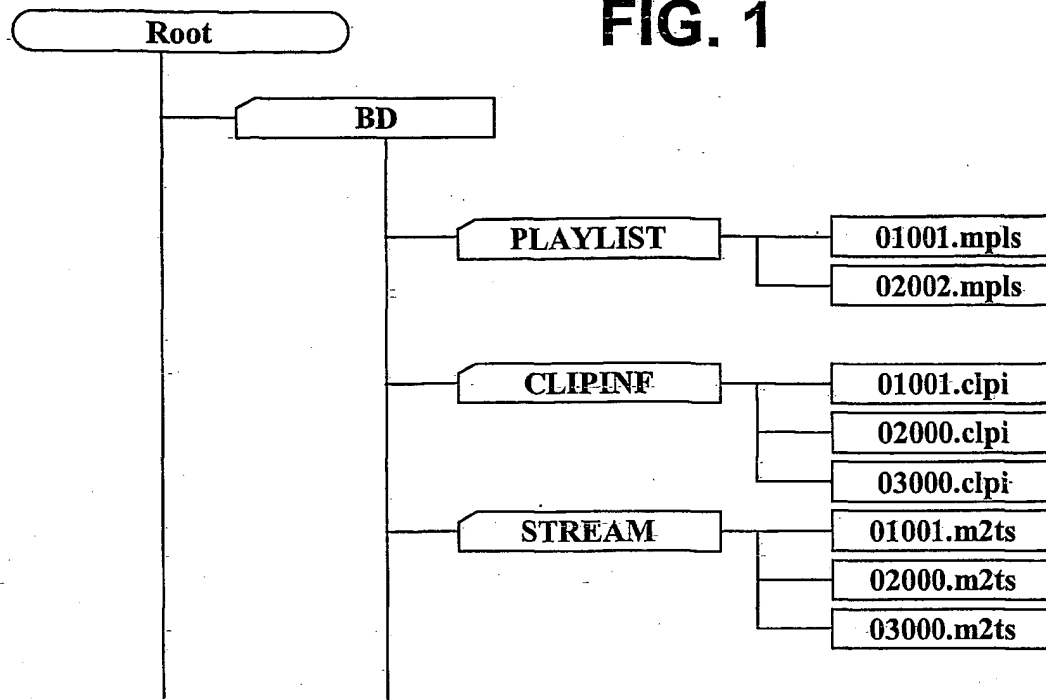 FIG. 1
Root
BD
PLAYLIST
01001.mpls
02002.mpls
CLIPINF
01001.clpi
02000.clpi
03000.clpi
STREAM
01001.m2ts
02000.m2ts
03000.m2ts